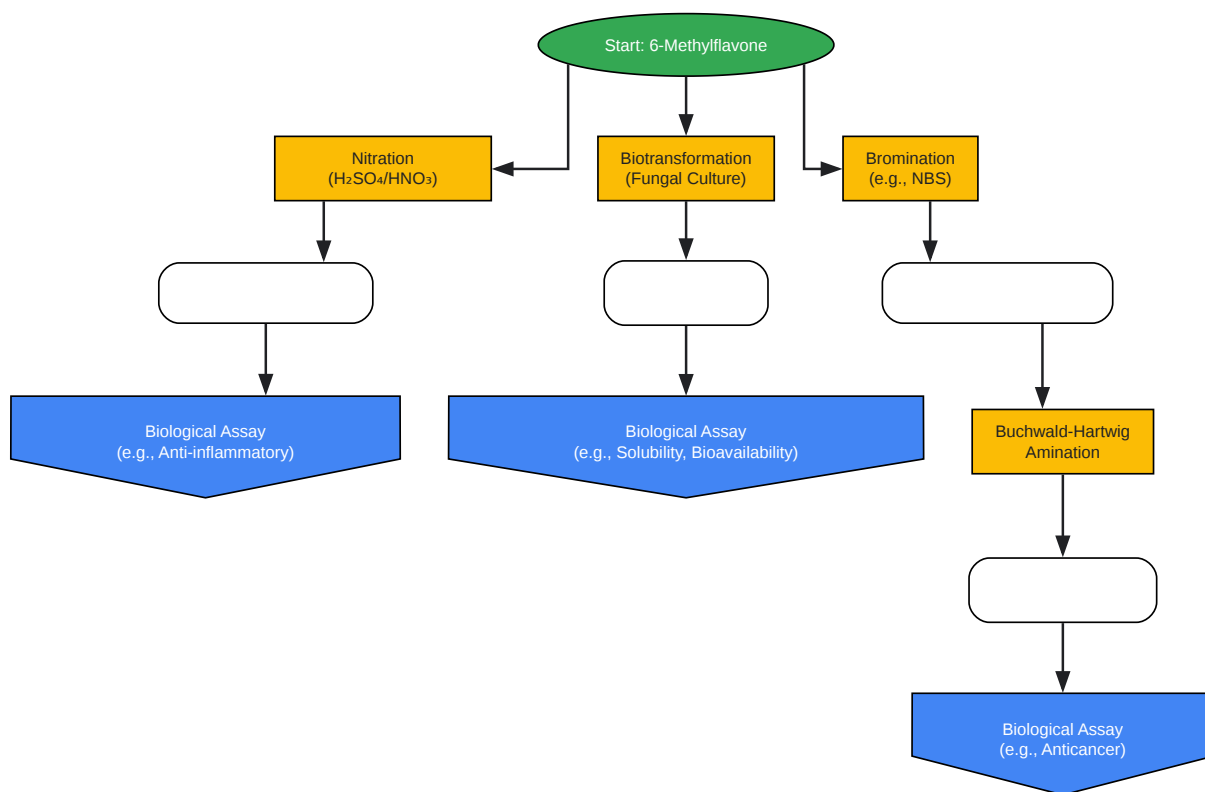 Start: 6-Methylflavone
Nitration
(H₂SO₄/HNO₃)
Biotransformation
(Fungal Culture)
Bromination
(e.g., NBS)
Biological Assay
(e.g., Anti-inflammatory)
Biological Assay
(e.g., Solubility, Bioavailability)
Buchwald-Hartwig
Amination
Biological Assay
(e.g., Anticancer)